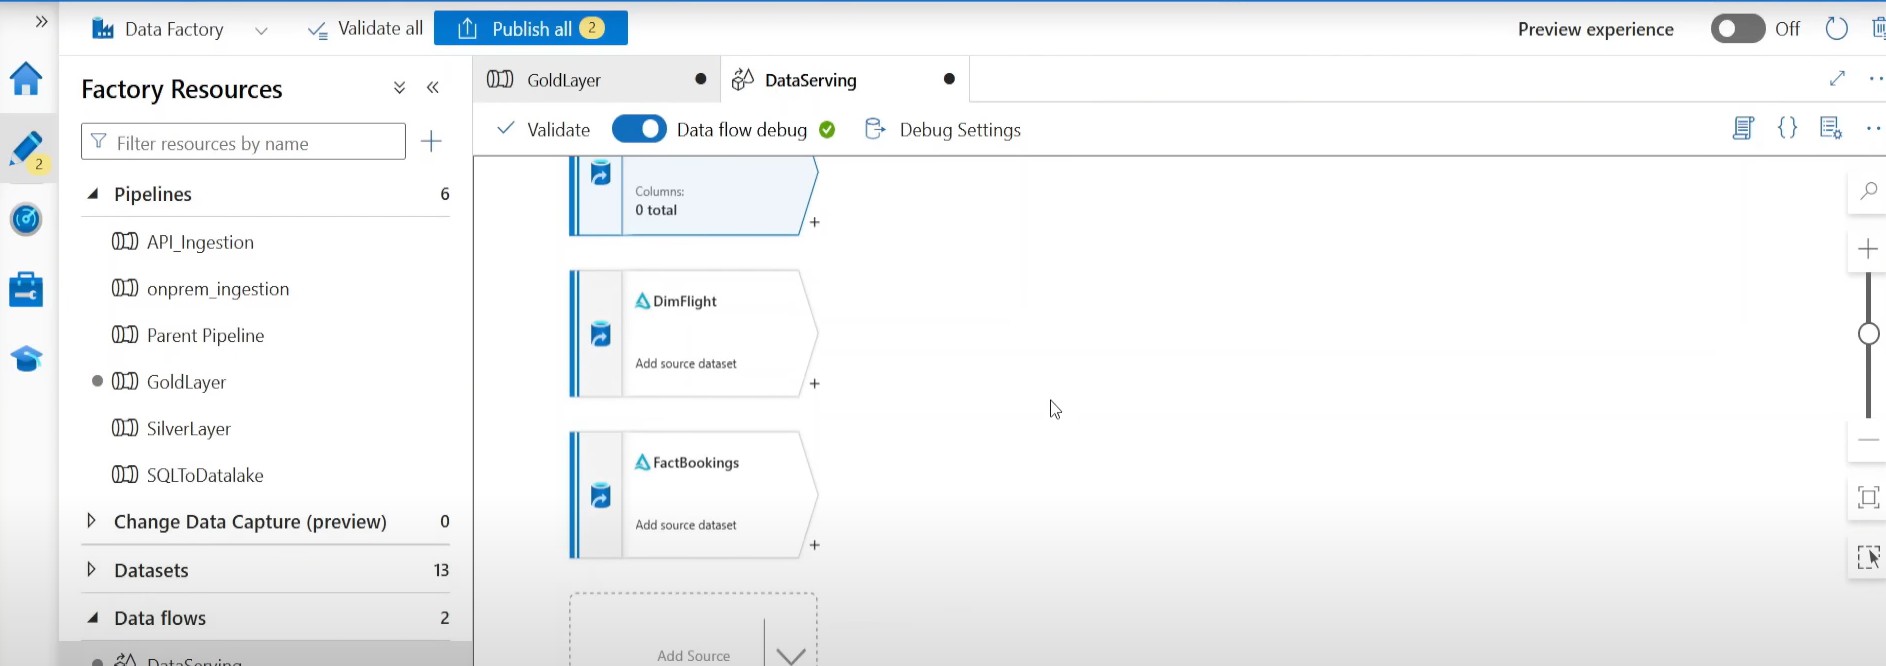 Data Factory
Validate all
Publish all 2
Preview experience
Off
2
Factory Resources
Filter resources by name
Pipelines 6
API_Ingestion
onprem_ingestion
Parent Pipeline
GoldLayer
SilverLayer
SQLToDatalake
Change Data Capture (preview) 0
Datasets 13
Data flows 2
DataServing
GoldLayer
DataServing
Validate
Data flow debug
Debug Settings
Columns:
0 total
DimFlight
Add source dataset
FactBookings
Add source dataset
Add Source